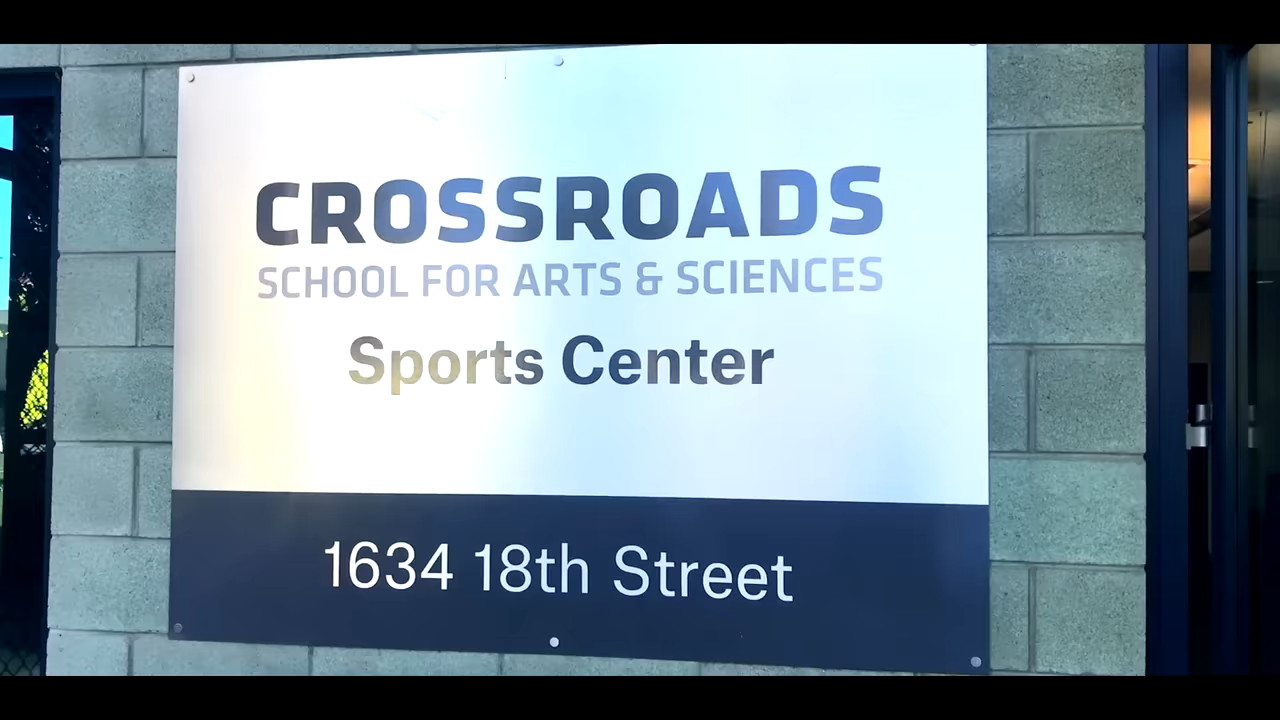 CROSSROADS
SCHOOL FOR ARTS & SCIENCES
Sports Center
1634 18th Street